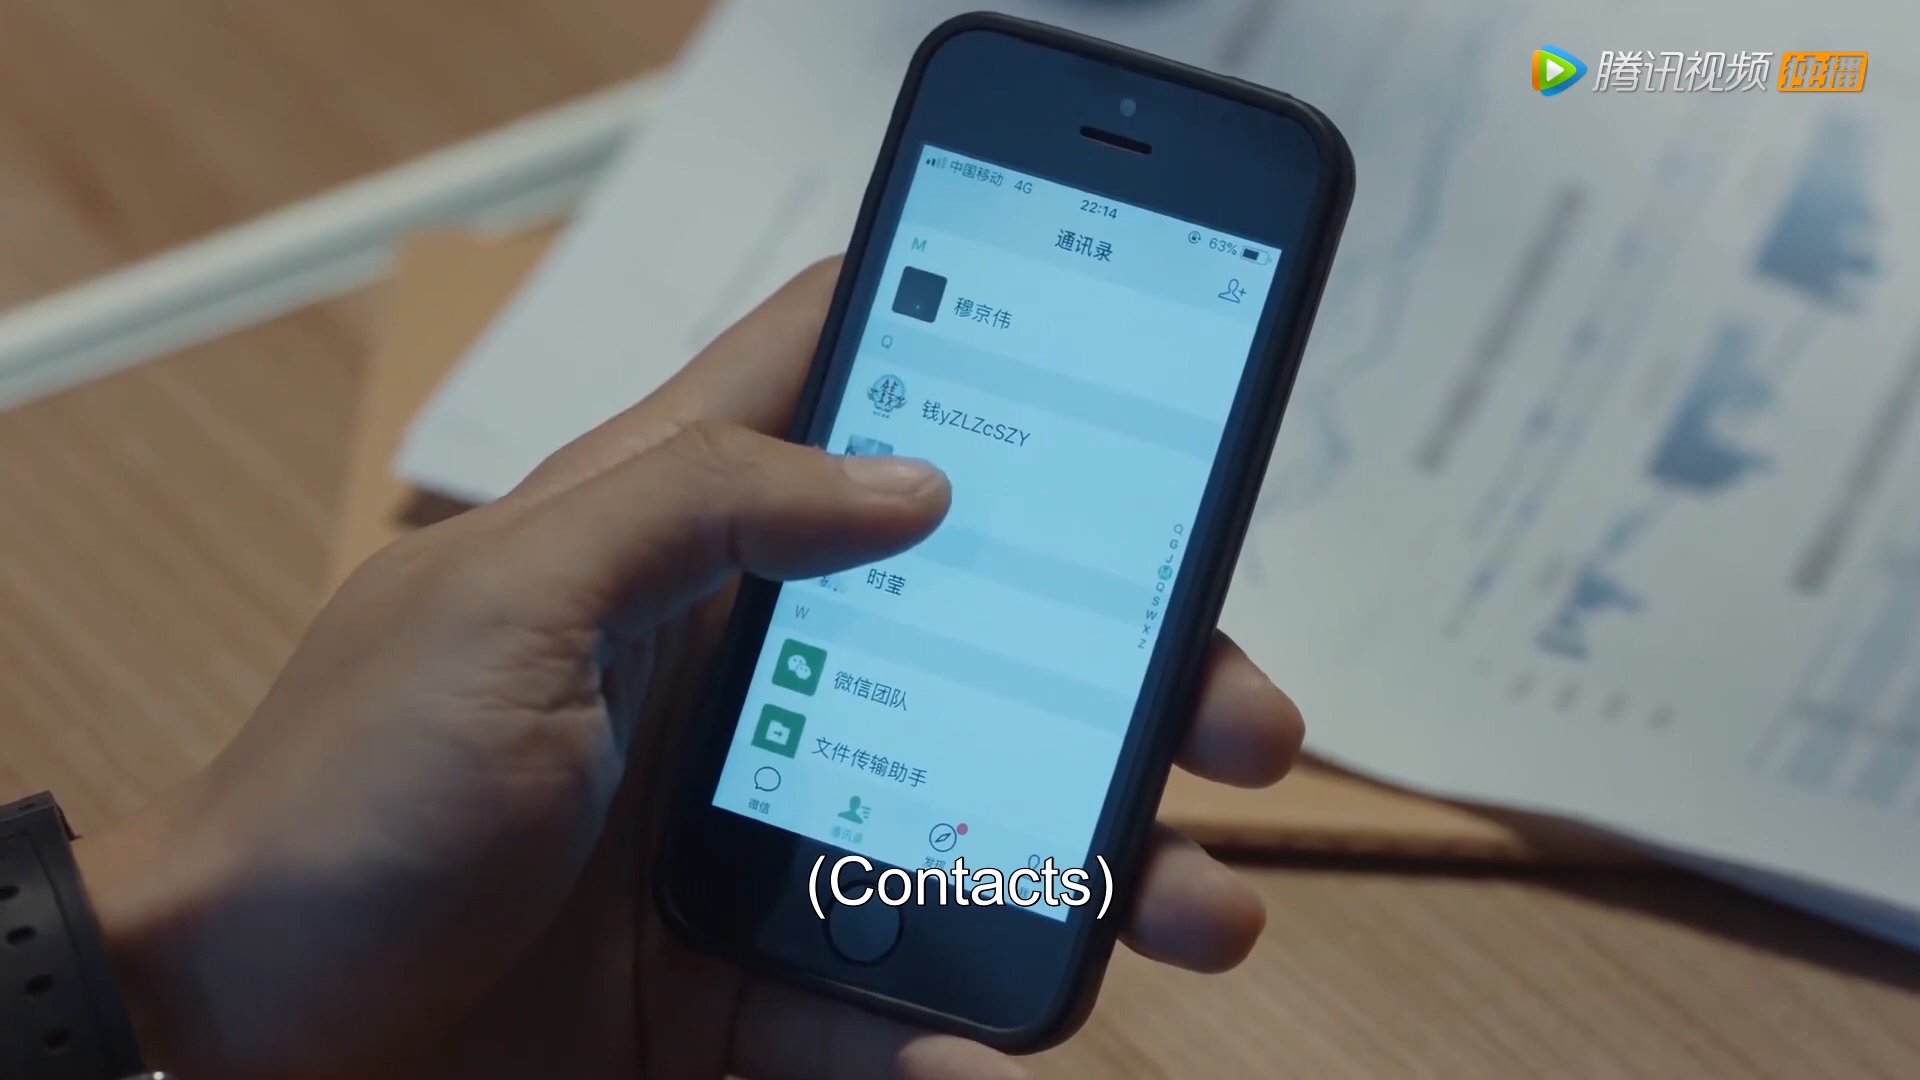 腾讯视频 独播
中国移动 4G
22:14
63%
通讯录
M
穆京伟
Q
钱yZLZcSZY
时莹
W
微信团队
文件传输助手
G
J
M
Q
S
W
X
Z
微信
通讯录
发现
(Contacts)